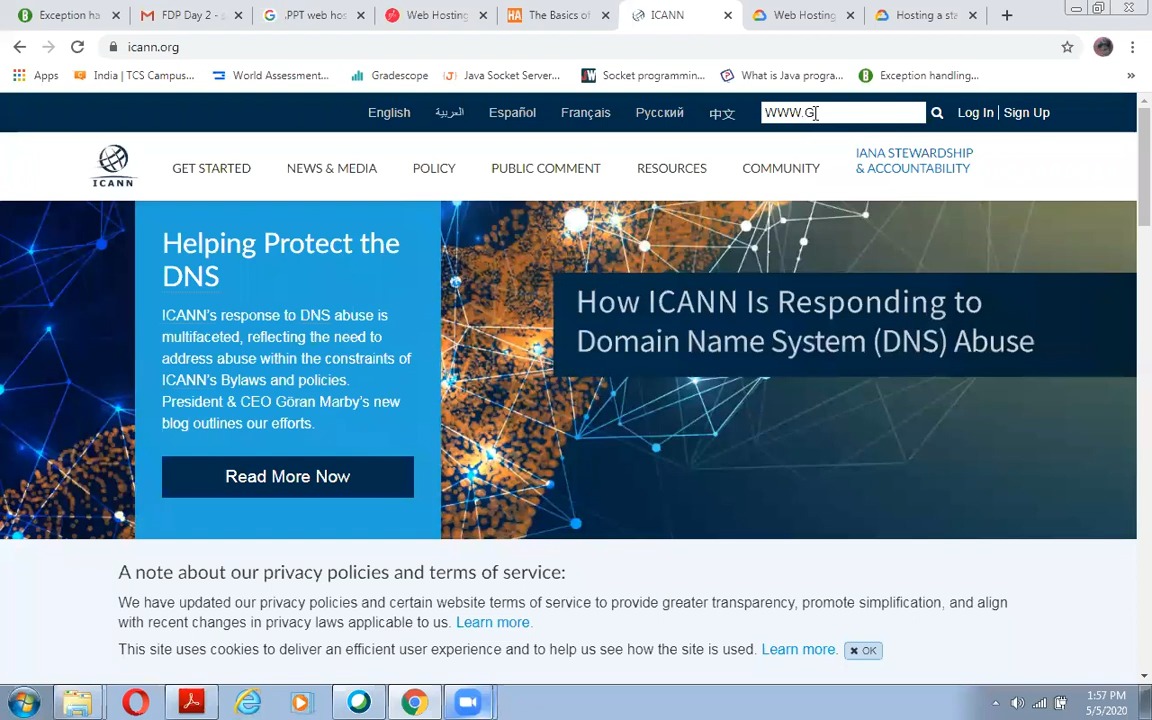 Exception ha
FDP Day 2 -
.PPT web hos
Web Hosting
The Basics of
ICANN
Web Hosting
Hosting a sta
icann.org
Apps
India | TCS Campus...
World Assessment...
Gradescope
Java Socket Server...
Socket programmin...
What is Java progra...
Exception handling...
English
العربية
Español
Français
Русский
中文
WWW.G
Log In | Sign Up
ICANN
GET STARTED
NEWS & MEDIA
POLICY
PUBLIC COMMENT
RESOURCES
COMMUNITY
IANA STEWARDSHIP
& ACCOUNTABILITY
Helping Protect the
DNS
ICANN's response to DNS abuse is
multifaceted, reflecting the need to
address abuse within the constraints of
ICANN's Bylaws and policies.
President & CEO Göran Marby's new
blog outlines our efforts.
Read More Now
How ICANN Is Responding to
Domain Name System (DNS) Abuse
A note about our privacy policies and terms of service:
We have updated our privacy policies and certain website terms of service to provide greater transparency, promote simplification, and align
with recent changes in privacy laws applicable to us. Learn more.
This site uses cookies to deliver an efficient user experience and to help us see how the site is used. Learn more.
OK
1:57 PM
5/5/2020